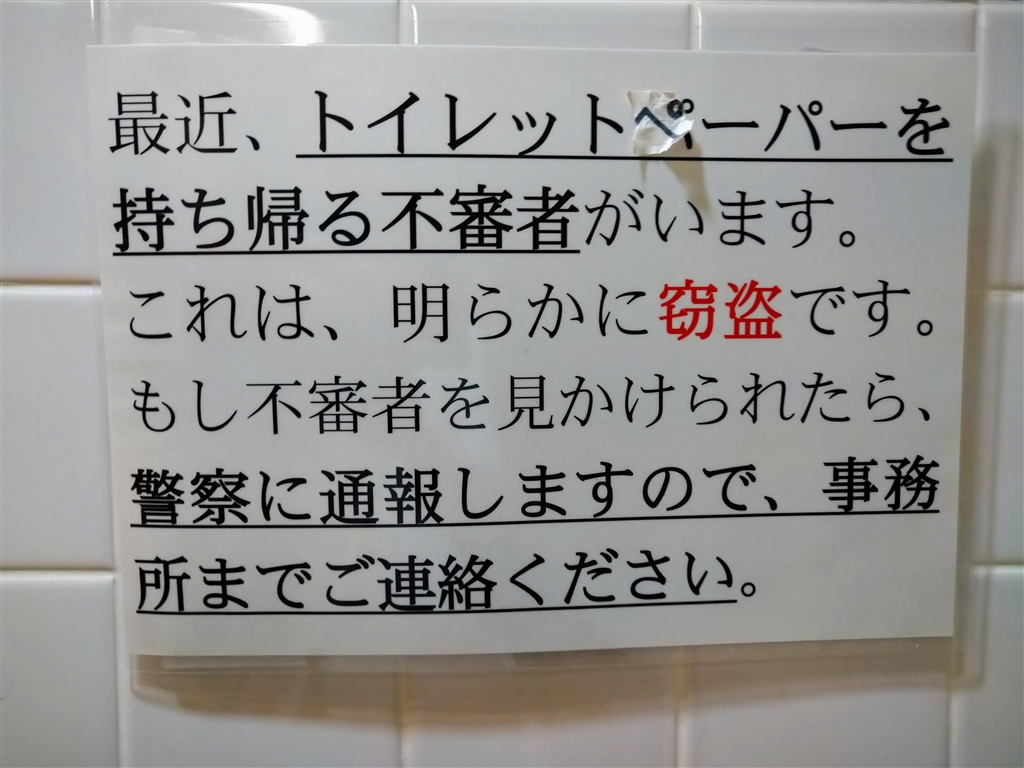 最近、トイレットペーパーを
持ち帰る不審者がいます。
これは、明らかに窃盗です。
もし不審者を見かけられたら、
警察に通報しますので、事務
所までご連絡ください。